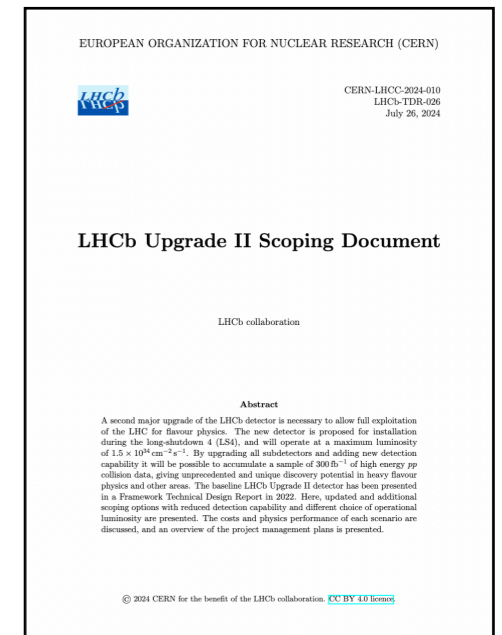 EUROPEAN ORGANIZATION FOR NUCLEAR RESEARCH (CERN)
LHCb
LHCb
CERN-LHCC-2024-010
LHCb-TDR-026
July 26, 2024
LHCb Upgrade II Scoping Document
LHCb collaboration
Abstract
A second major upgrade of the LHCb detector is necessary to allow full exploitation
of the LHC for flavour physics. The new detector is proposed for installation
during the long-shutdown 4 (LS4), and will operate at a maximum luminosity
of 1.5 × 10³⁴ cm⁻² s⁻¹. By upgrading all subdetectors and adding new detection
capability it will be possible to accumulate a sample of 300 fb⁻¹ of high energy pp
collision data, giving unprecedented and unique discovery potential in heavy flavour
physics and other areas. The baseline LHCb Upgrade II detector has been presented
in a Framework Technical Design Report in 2022. Here, updated and additional
scoping options with reduced detection capability and different choice of operational
luminosity are presented. The costs and physics performance of each scenario are
discussed, and an overview of the project management plans is presented.
© 2024 CERN for the benefit of the LHCb collaboration. CC BY 4.0 licence.